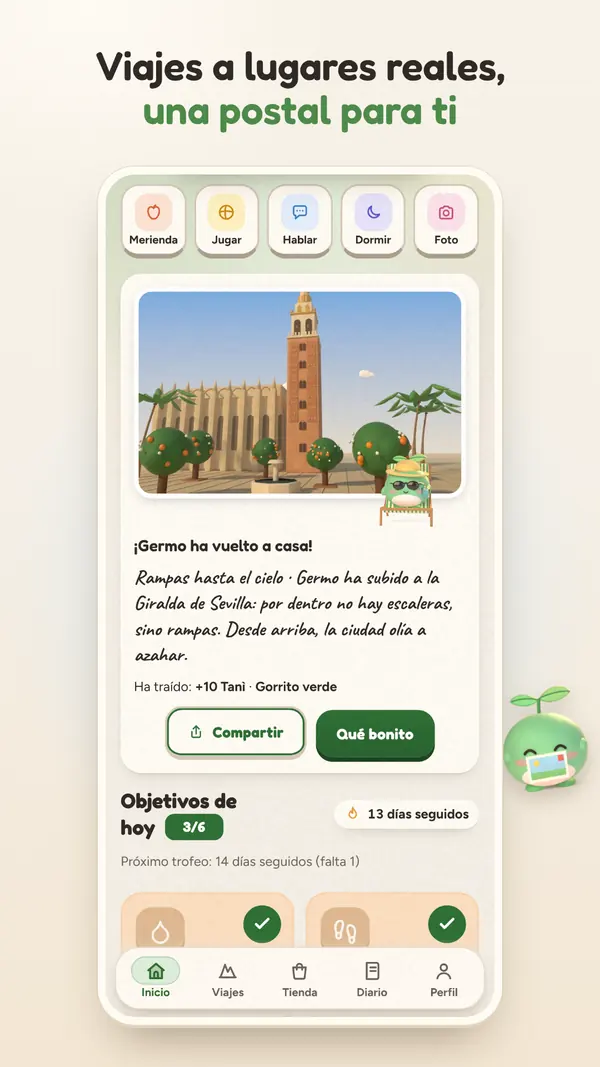 Viajes a lugares reales,
una postal para ti
Merienda
Jugar
Hablar
Dormir
Foto
¡Germo ha vuelto a casa!
Rampas hasta el cielo · Germo ha subido a la
Giralda de Sevilla: por dentro no hay escaleras,
sino rampas. Desde arriba, la ciudad olía a
azahar.
Ha traído: +10 Tanì · Gorrito verde
Compartir
Qué bonito
Objetivos de
hoy 3/6
13 días seguidos
Próximo trofeo: 14 días seguidos (falta 1)
Inicio
Viajes
Tienda
Diario
Perfil